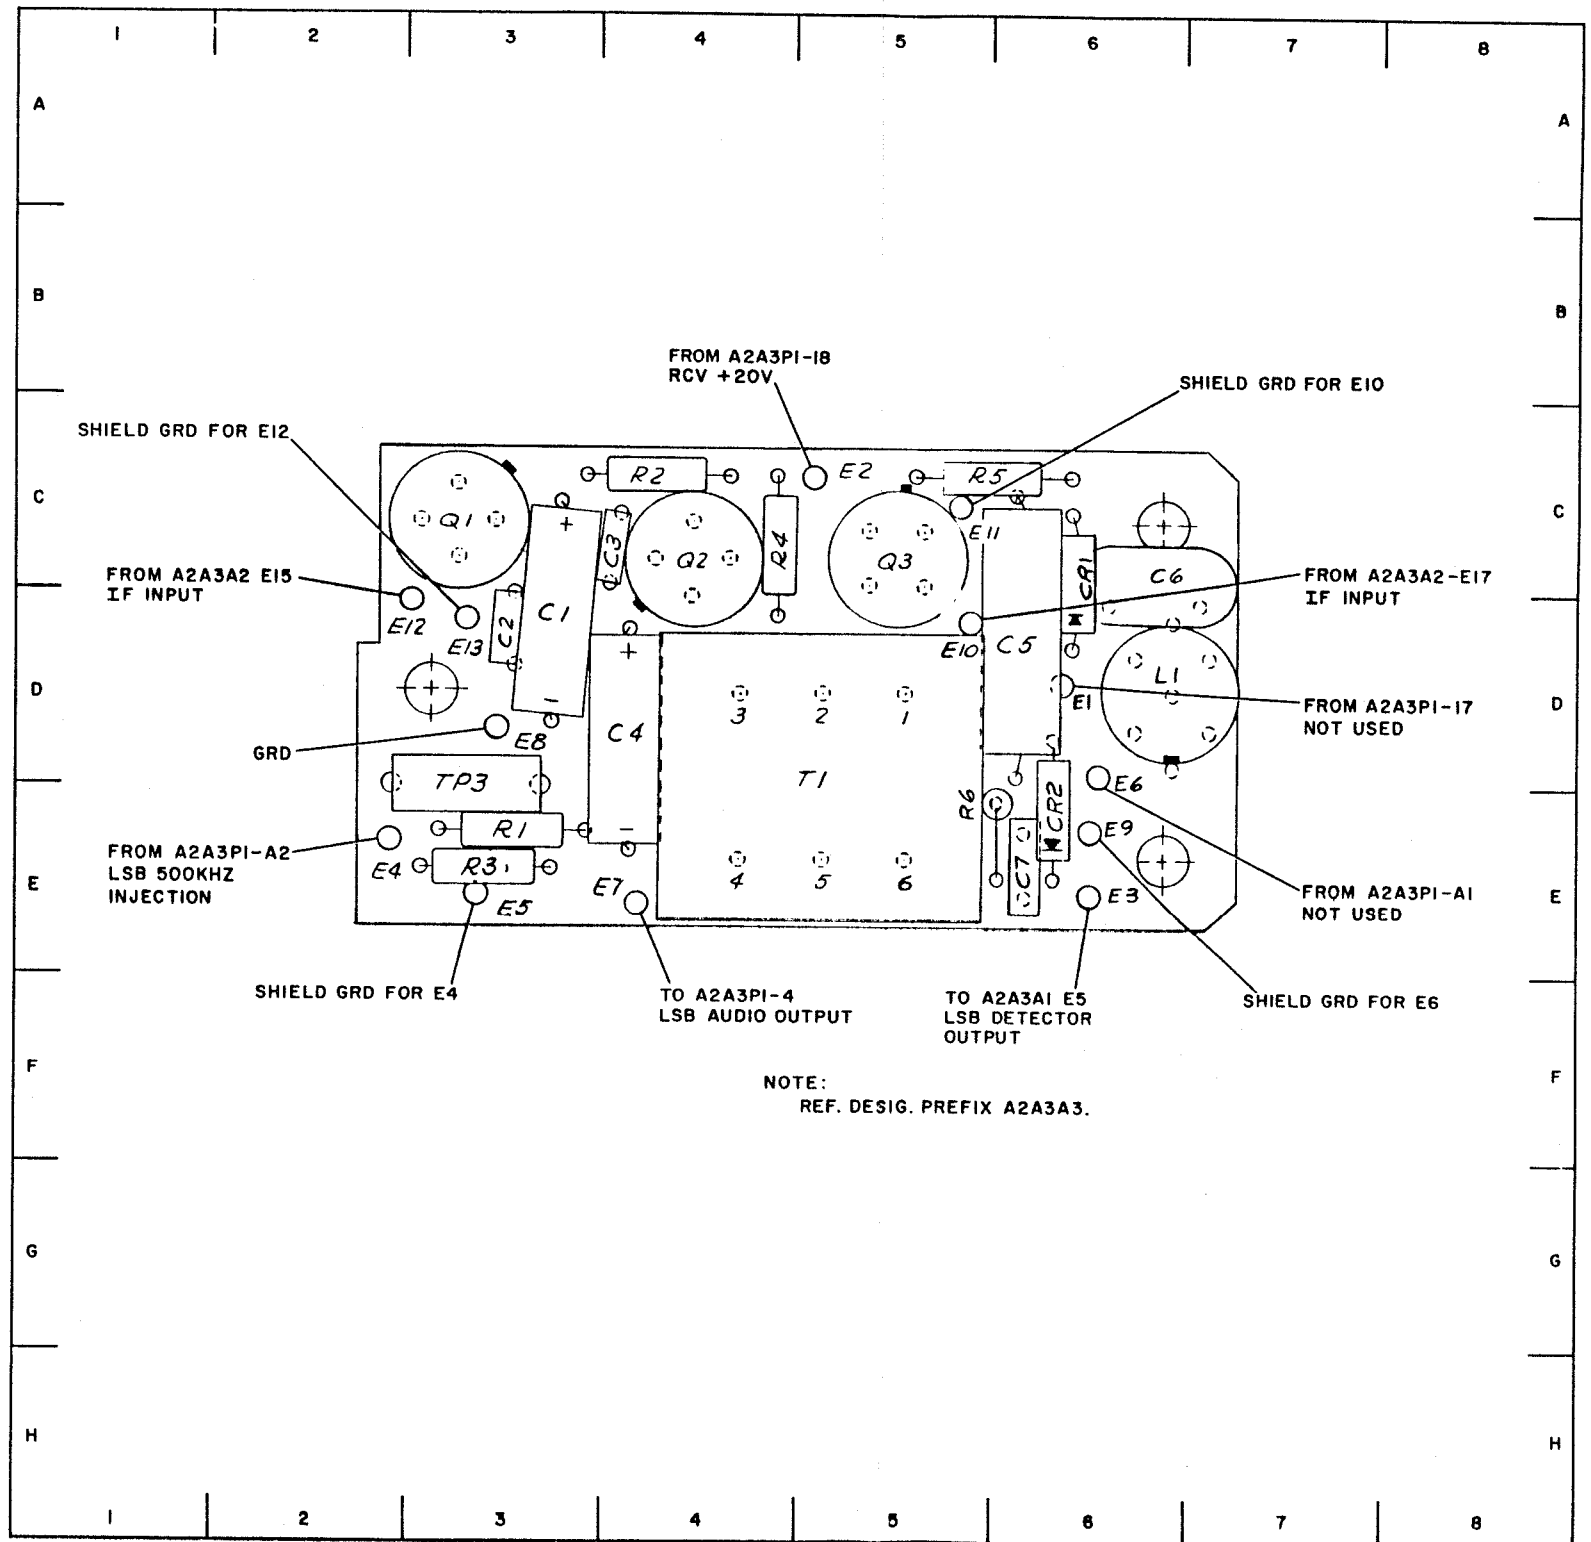 1 2 3 4 5 6 7 8
A A
B B
FROM A2A3P1-18
RCV +20V
SHIELD GRD FOR E10
SHIELD GRD FOR E12
C C
R2 E2 R5
Q1 + C3 Q2 R4 Q3 E11 CR1 C6
FROM A2A3A2 E15
IF INPUT
FROM A2A3A2-E17
IF INPUT
E12 E13 C2 C1 + E10 C5 L1
D D
3 2 1 E1
FROM A2A3P1-17
NOT USED
GRD
E8 C4
TP3 T1 R6 CR2 E6
R1 E9
FROM A2A3P1-A2
LSB 500KHZ
INJECTION
E4 R3 4 5 6 C7
E E
E5 E7 E3
FROM A2A3P1-A1
NOT USED
SHIELD GRD FOR E4
TO A2A3P1-4
LSB AUDIO OUTPUT
TO A2A3A1 E5
LSB DETECTOR
OUTPUT
SHIELD GRD FOR E6
F F
NOTE:
REF. DESIG. PREFIX A2A3A3.
G G
H H
1 2 3 4 5 6 7 8